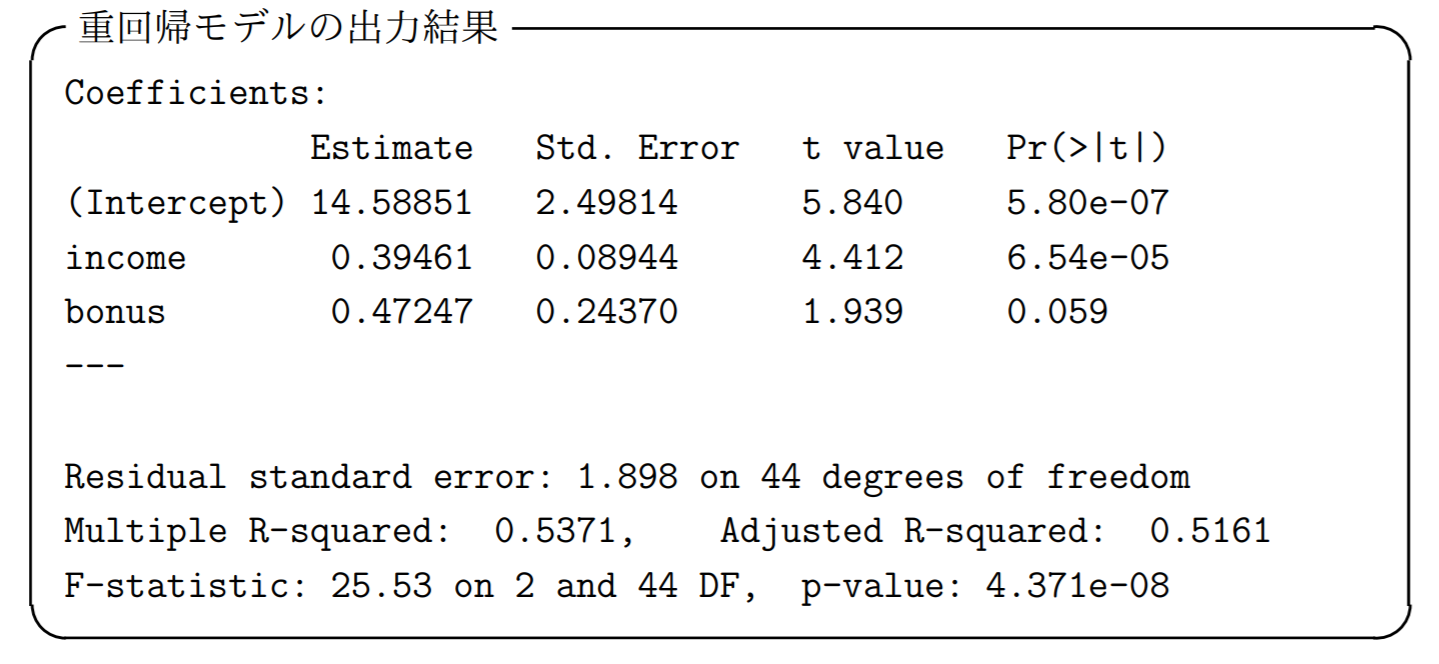 重回帰モデルの出力結果
Coefficients:
Estimate Std. Error t value Pr(>|t|)
(Intercept) 14.58851 2.49814 5.840 5.80e-07
income 0.39461 0.08944 4.412 6.54e-05
bonus 0.47247 0.24370 1.939 0.059
---
Residual standard error: 1.898 on 44 degrees of freedom
Multiple R-squared: 0.5371, Adjusted R-squared: 0.5161
F-statistic: 25.53 on 2 and 44 DF, p-value: 4.371e-08